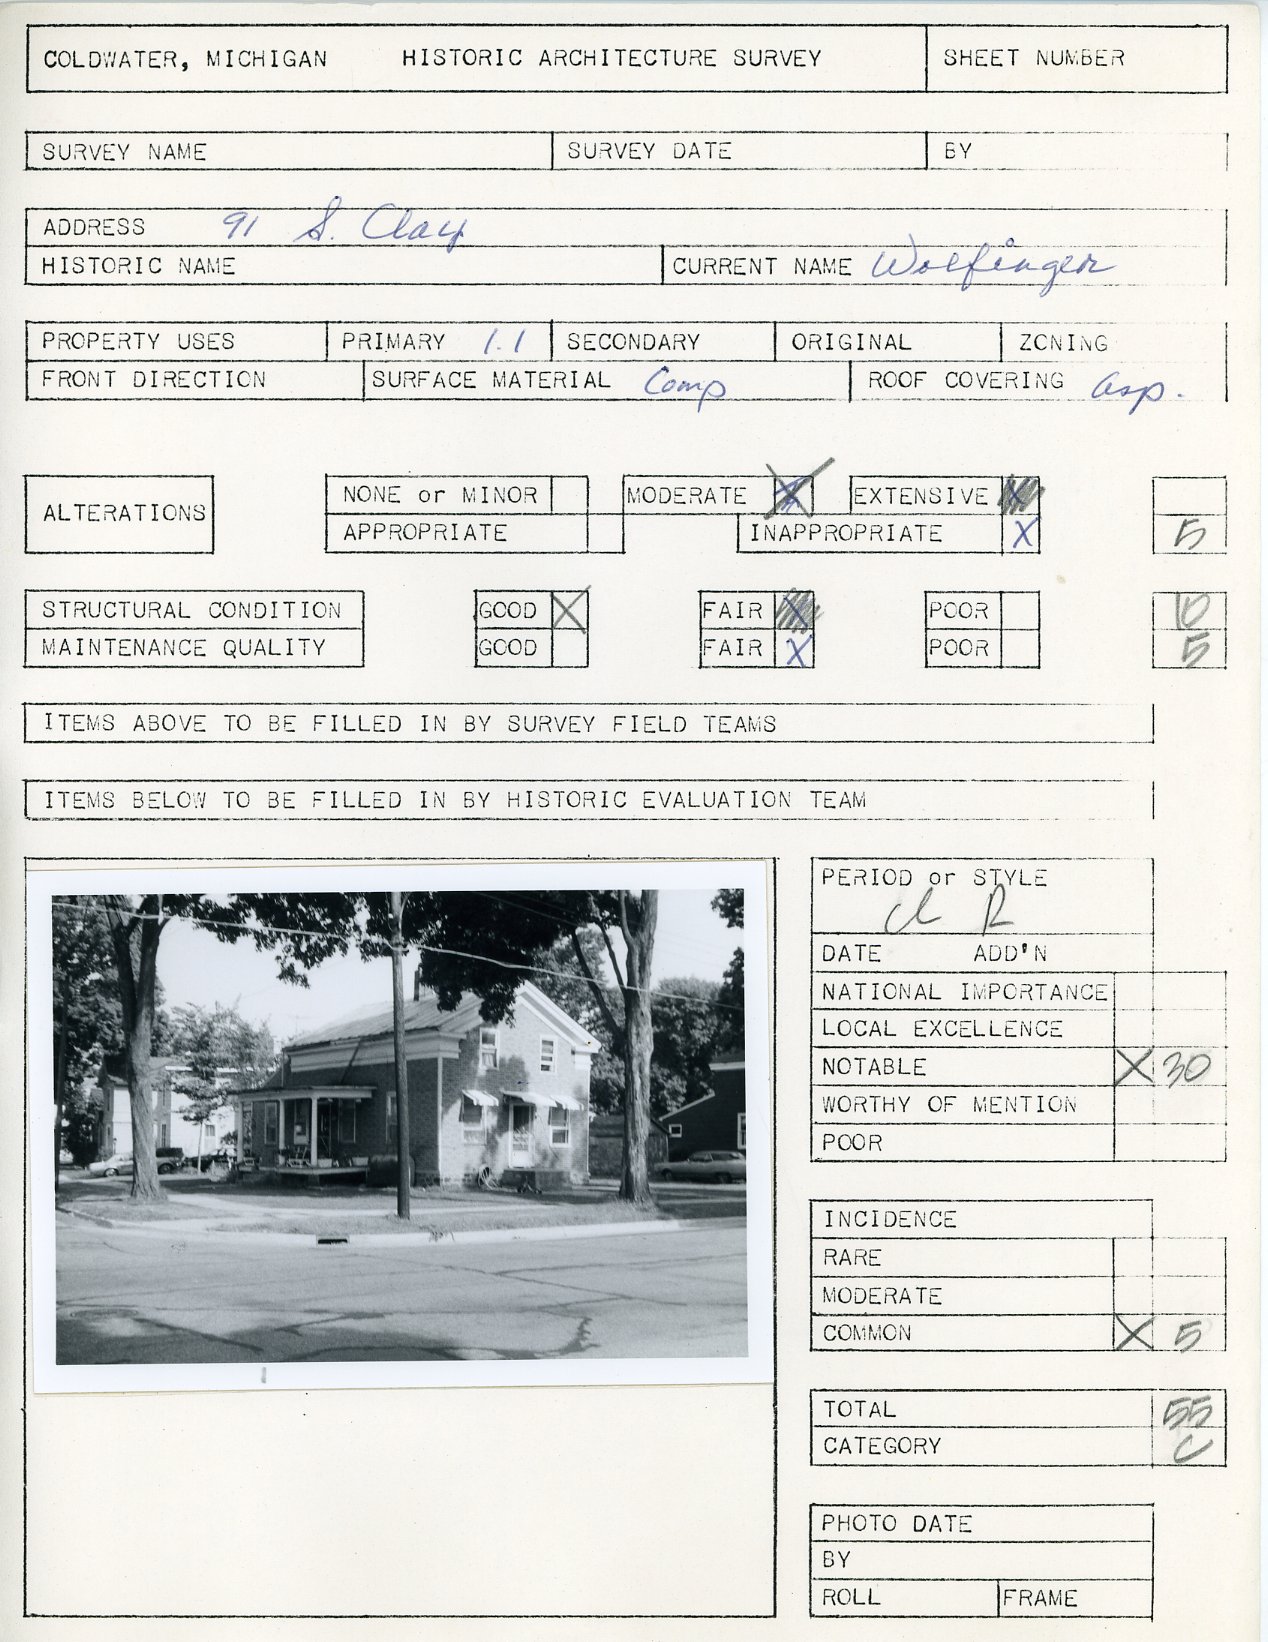 COLDWATER, MICHIGAN HISTORIC ARCHITECTURE SURVEY SHEET NUMBER
SURVEY NAME SURVEY DATE BY
ADDRESS 91 S. Clay
HISTORIC NAME CURRENT NAME Wolfinger
PROPERTY USES PRIMARY 1.1 SECONDARY ORIGINAL ZONING
FRONT DIRECTION SURFACE MATERIAL Comp ROOF COVERING asp.
ALTERATIONS NONE or MINOR MODERATE X EXTENSIVE X
APPROPRIATE INAPPROPRIATE X 5
STRUCTURAL CONDITION GOOD X FAIR X POOR 10
MAINTENANCE QUALITY GOOD FAIR X POOR 5
ITEMS ABOVE TO BE FILLED IN BY SURVEY FIELD TEAMS
ITEMS BELOW TO BE FILLED IN BY HISTORIC EVALUATION TEAM
PERIOD or STYLE
Cl R
DATE ADD'N
NATIONAL IMPORTANCE
LOCAL EXCELLENCE
NOTABLE X 30
WORTHY OF MENTION
POOR
INCIDENCE
RARE
MODERATE
COMMON X 5
TOTAL 55
CATEGORY C
PHOTO DATE
BY
ROLL FRAME